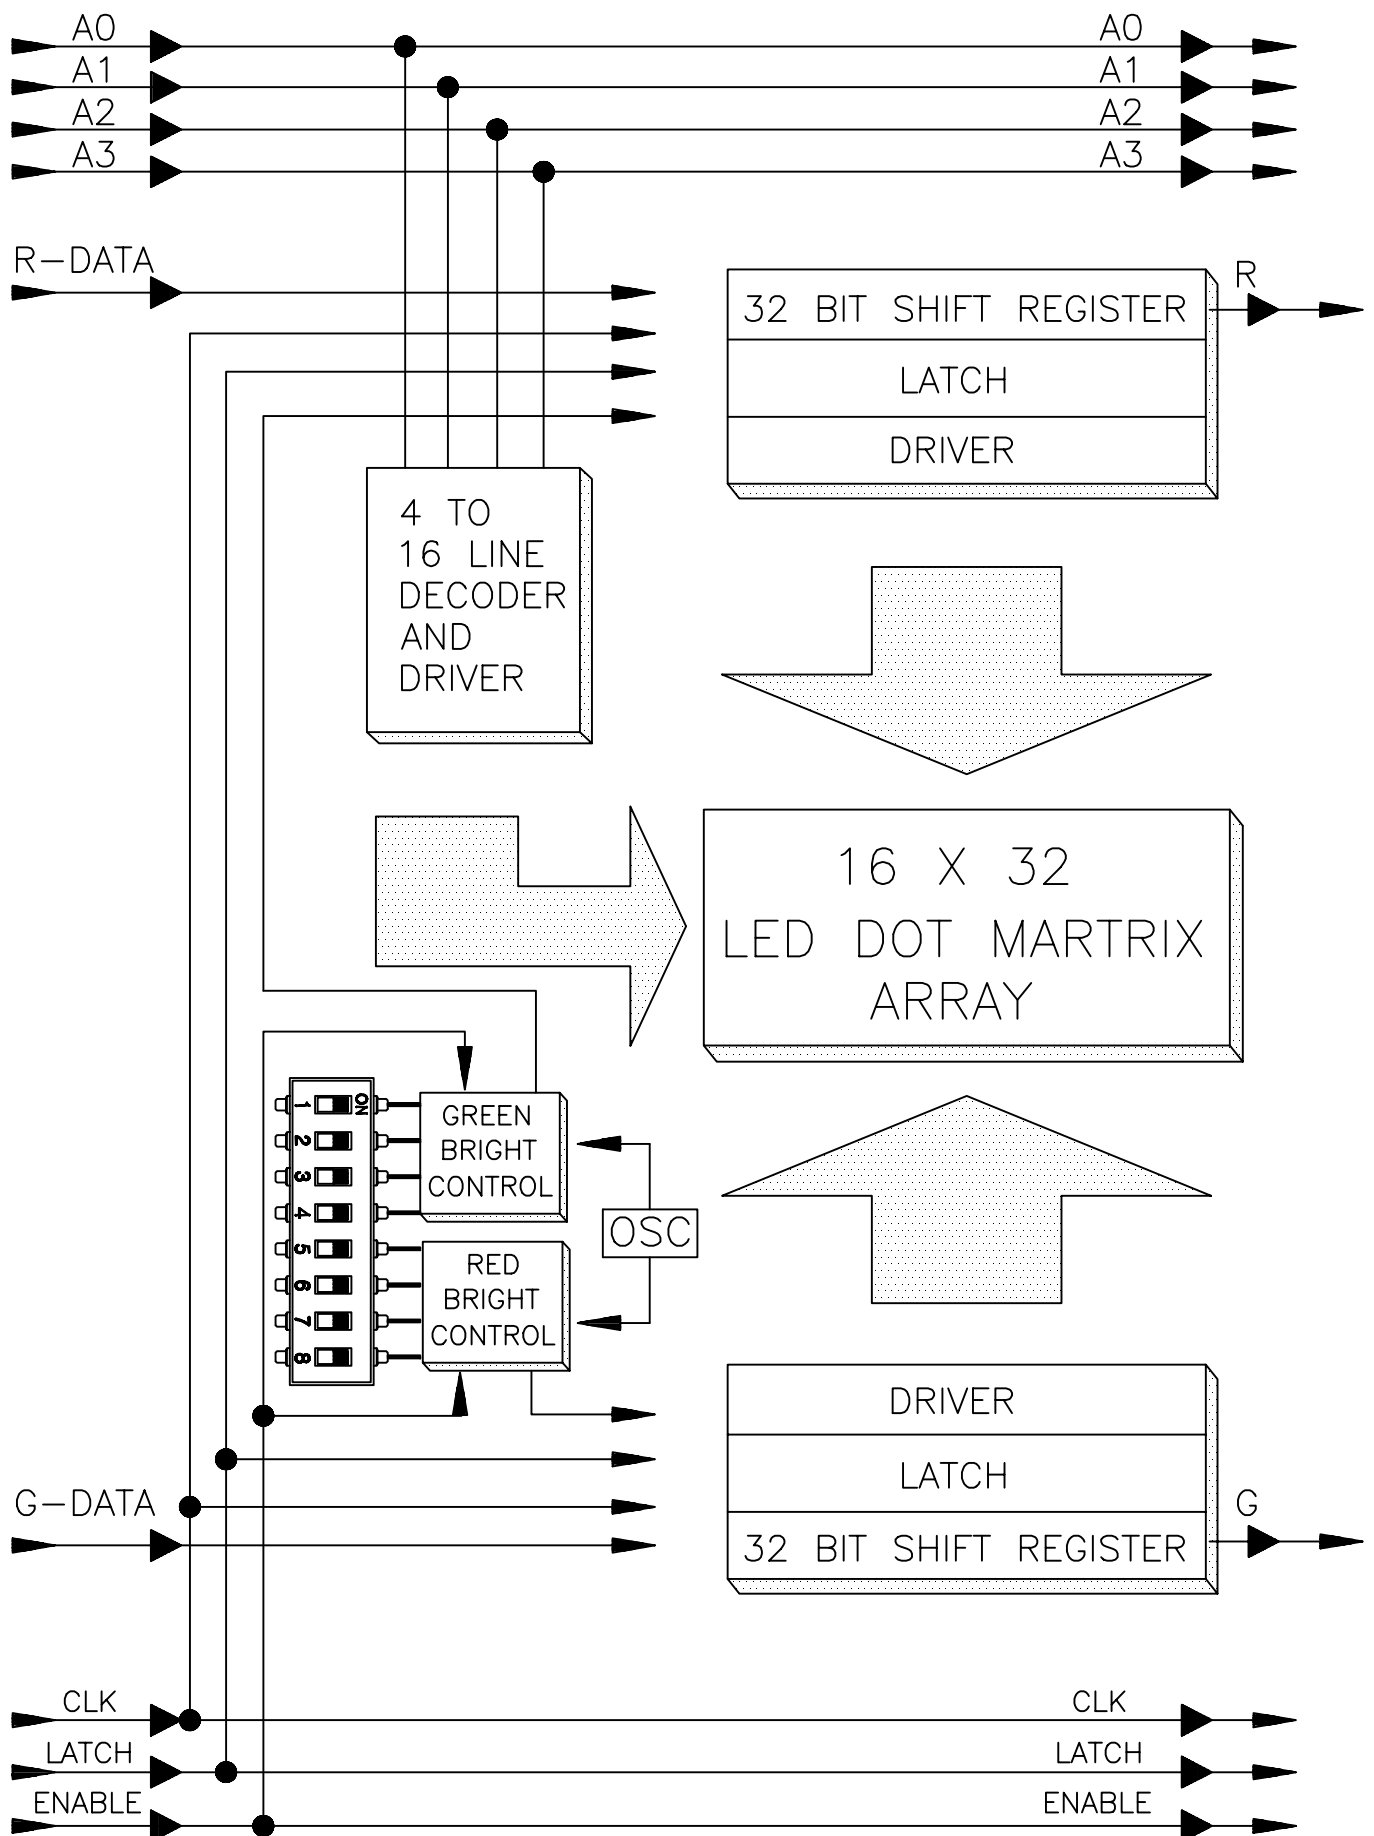 A0 A0
A1 A1
A2 A2
A3 A3
R-DATA
R
32 BIT SHIFT REGISTER
LATCH
DRIVER
4 TO
16 LINE
DECODER
AND
DRIVER
16 X 32
LED DOT MARTRIX
ARRAY
ON
1
2
3
4
5
6
7
8
GREEN
BRIGHT
CONTROL
OSC
RED
BRIGHT
CONTROL
DRIVER
LATCH
32 BIT SHIFT REGISTER
G-DATA
G
CLK CLK
LATCH LATCH
ENABLE ENABLE